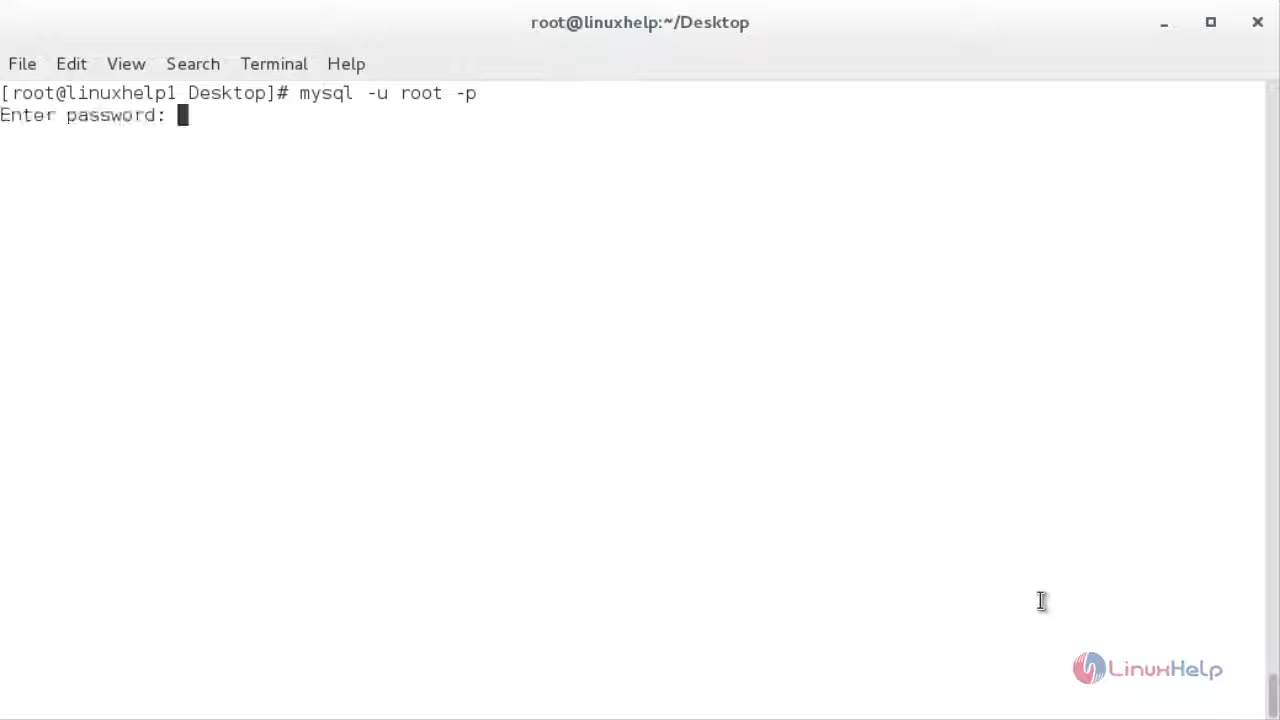 root@linuxhelp:~/Desktop
File Edit View Search Terminal Help
[root@linuxhelp1 Desktop]# mysql -u root -p
Enter password:
LinuxHelp